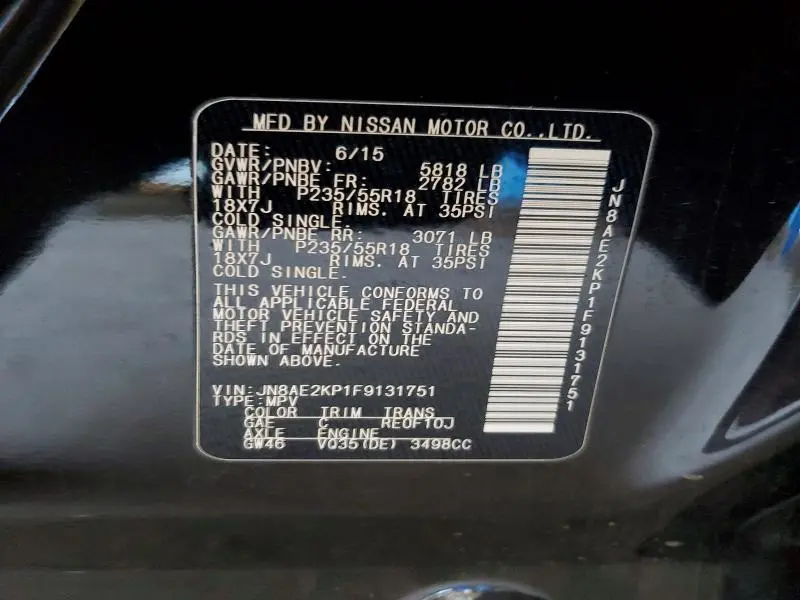 MFD BY NISSAN MOTOR CO.,LTD.
DATE: 6/15
GVWR/PNBV: 5818 LB
GAWR/PNBE FR: 2782 LB
WITH P235/55R18 TIRES
18X7J RIMS. AT 35PSI
COLD SINGLE
GAWR/PNBE RR: 3071 LB
WITH P235/55R18 TIRES
18X7J RIMS. AT 35PSI
COLD SINGLE.
THIS VEHICLE CONFORMS TO
ALL APPLICABLE FEDERAL
MOTOR VEHICLE SAFETY AND
THEFT PREVENTION STANDA-
RDS IN EFFECT ON THE
DATE OF MANUFACTURE
SHOWN ABOVE.
VIN:JN8AE2KP1F9131751
TYPE:MPV
COLOR TRIM TRANS
GAE C RE0F10J
AXLE ENGINE
GW46 VQ35(DE) 3498CC
JN8AE2KP1F9131751